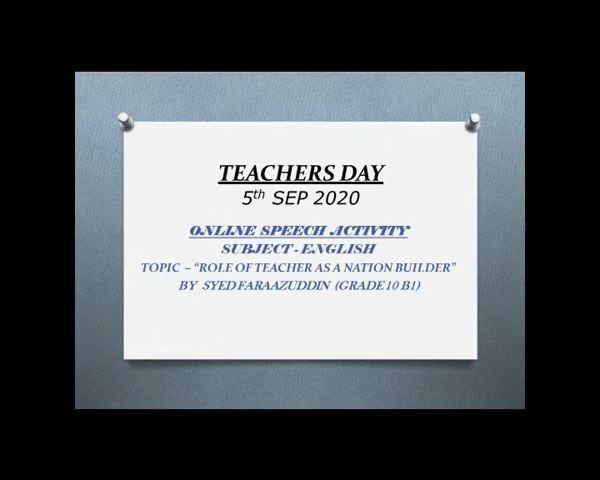 TEACHERS DAY
5th SEP 2020
ONLINE SPEECH ACTIVITY
SUBJECT - ENGLISH
TOPIC – “ROLE OF TEACHER AS A NATION BUILDER”
BY SYED FARAAZUDDIN (GRADE 10 B1)